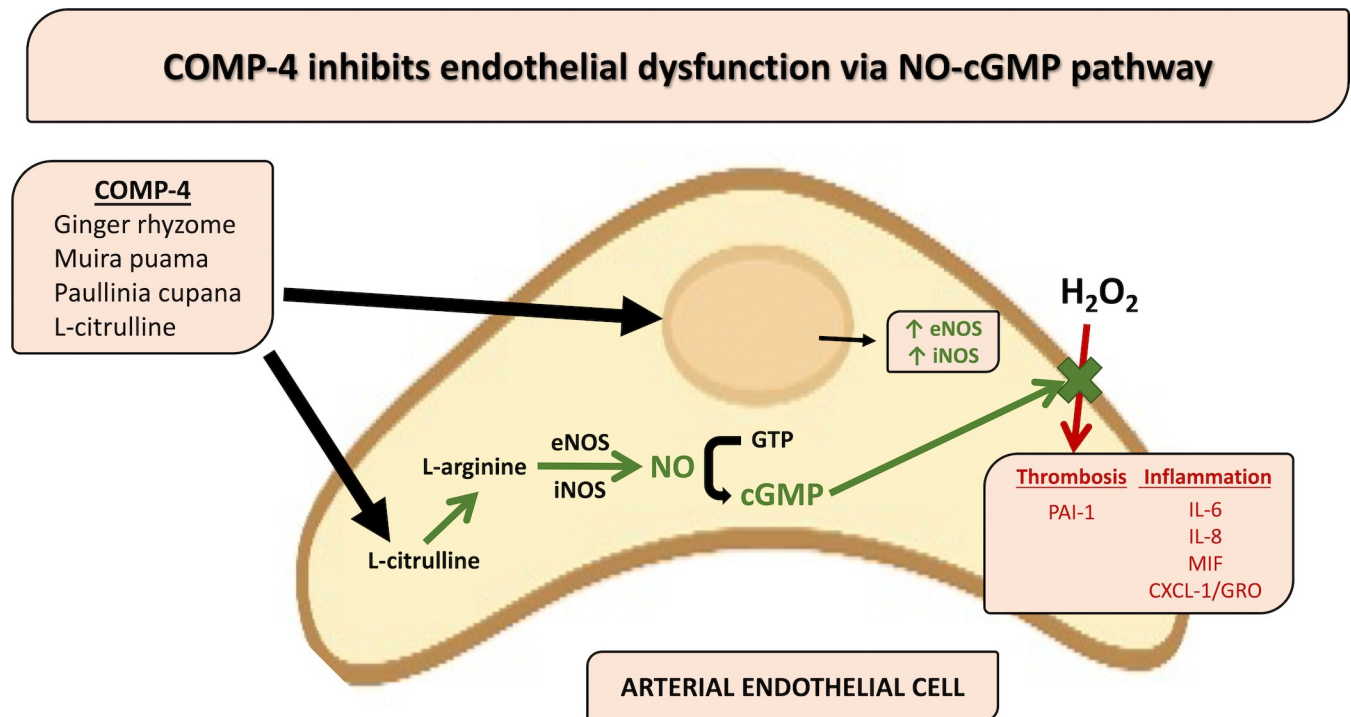 COMP-4 inhibits endothelial dysfunction via NO-cGMP pathway
COMP-4
Ginger rhyzome
Muira puama
Paullinia cupana
L-citrulline
H₂O₂
↑ eNOS
↑ iNOS
L-arginine
eNOS
iNOS
NO
GTP
cGMP
L-citrulline
Thrombosis
PAI-1
Inflammation
IL-6
IL-8
MIF
CXCL-1/GRO
ARTERIAL ENDOTHELIAL CELL